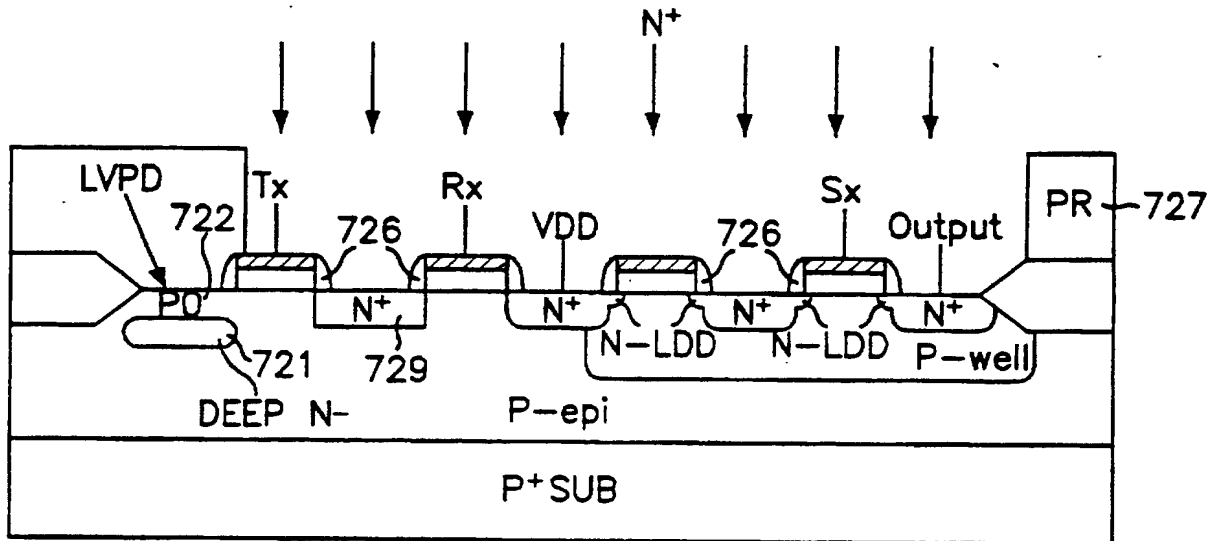 N+
LVPD
Tx
Rx
Sx
PR
727
722
726
VDD
726
Output
PO
N+
N+
N+
N+
721
729
N-LDD
N-LDD
P-well
DEEP N-
P-epi
P+ SUB